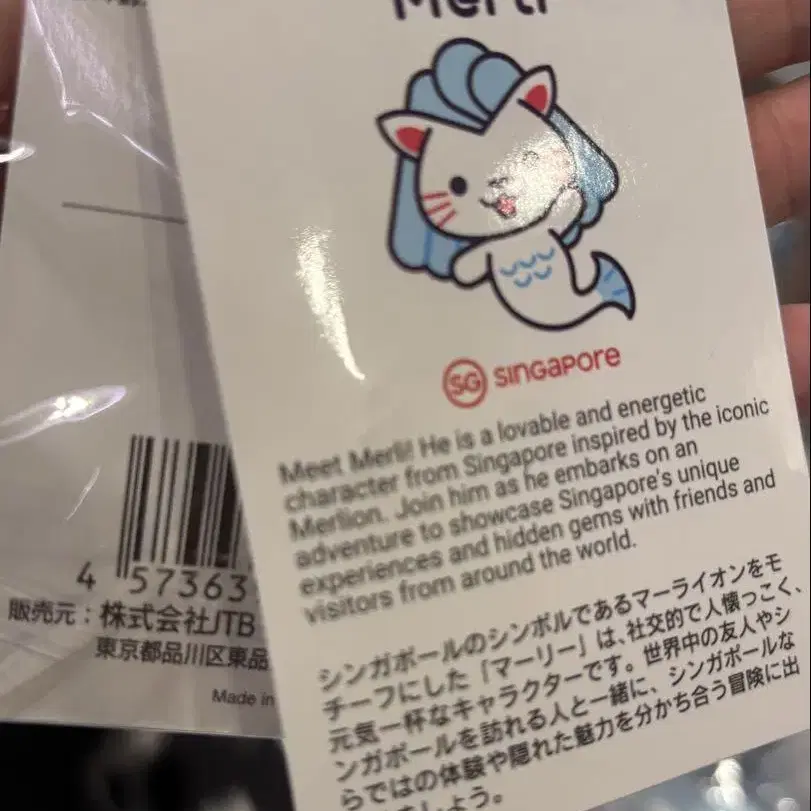 Merli
SG SINGAPORE
Meet Merli! He is a lovable and energetic
character from Singapore inspired by the iconic
Merlion. Join him as he embarks on an
adventure to showcase Singapore's unique
experiences and hidden gems with friends and
visitors from around the world.
シンガポールのシンボルであるマーライオンをモ
チーフにした「マーリー」は、社交的で人懐っこく、
元気一杯なキャラクターです。世界中の友人やシ
ンガポールを訪れる人と一緒に、シンガポールな
らではの体験や隠れた魅力を分かち合う冒険に出
しょう。
4 57363
販売元：株式会社JTB
東京都品川区東品
Made in